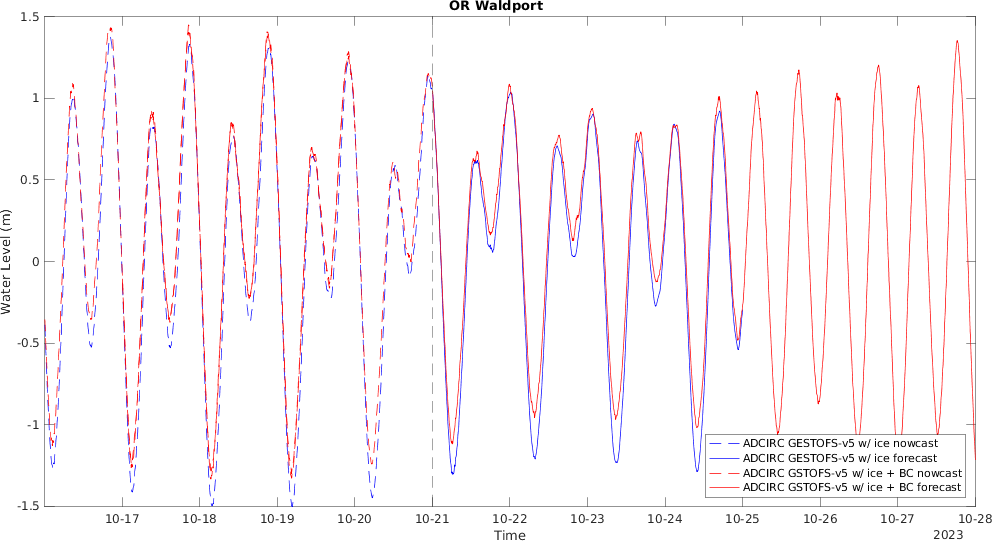 OR Waldport
1.5
1
0.5
0
-0.5
-1
-1.5
Water Level (m)
ADCIRC GESTOFS-v5 w/ ice nowcast
ADCIRC GESTOFS-v5 w/ ice forecast
ADCIRC GSTOFS-v5 w/ ice + BC nowcast
ADCIRC GSTOFS-v5 w/ ice + BC forecast
10-17 10-18 10-19 10-20 10-21 10-22 10-23 10-24 10-25 10-26 10-27 10-28
Time
2023